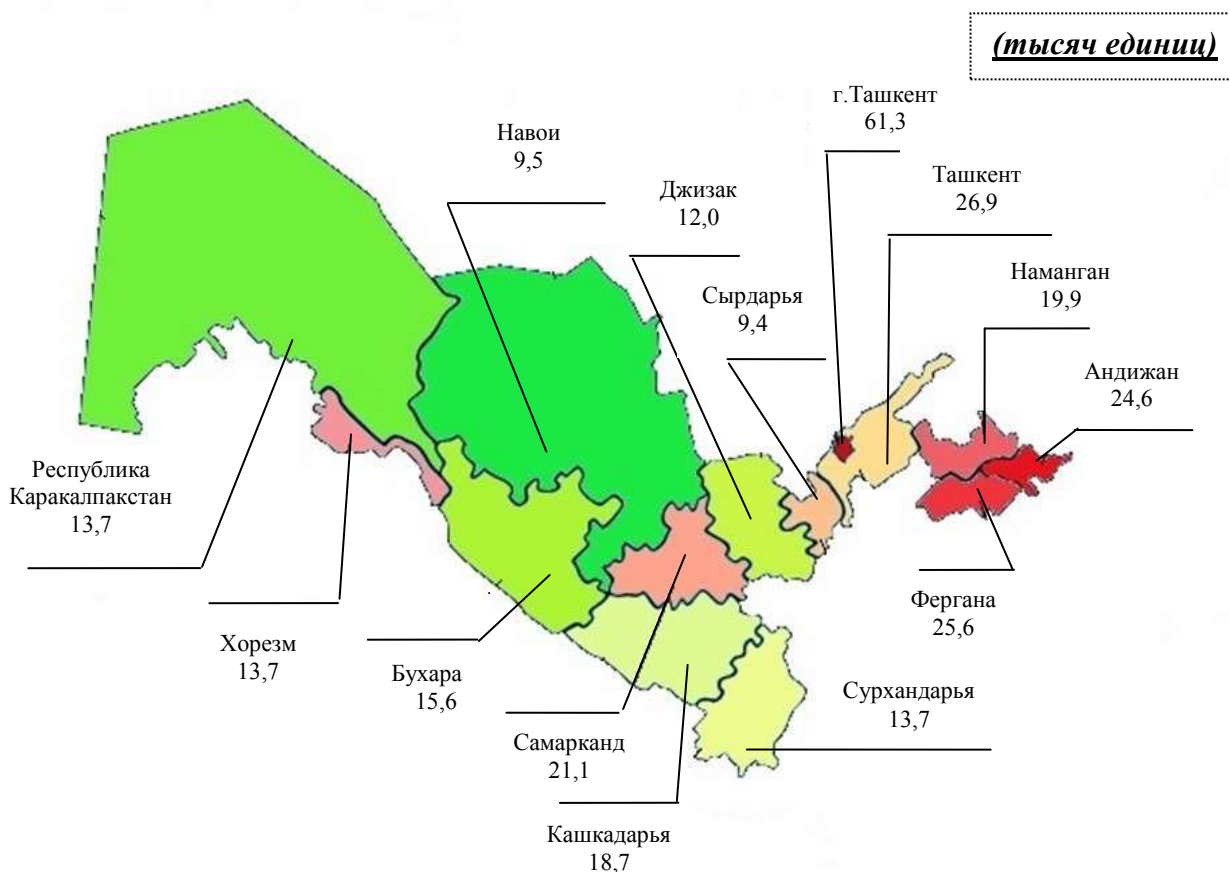 (тысяч единиц)
г.Ташкент
61,3
Навои
9,5
Ташкент
26,9
Джизак
12,0
Наманган
19,9
Сырдарья
9,4
Андижан
24,6
Республика
Каракалпакстан
13,7
Фергана
25,6
Хорезм
13,7
Бухара
15,6
Сурхандарья
13,7
Самарканд
21,1
Кашкадарья
18,7